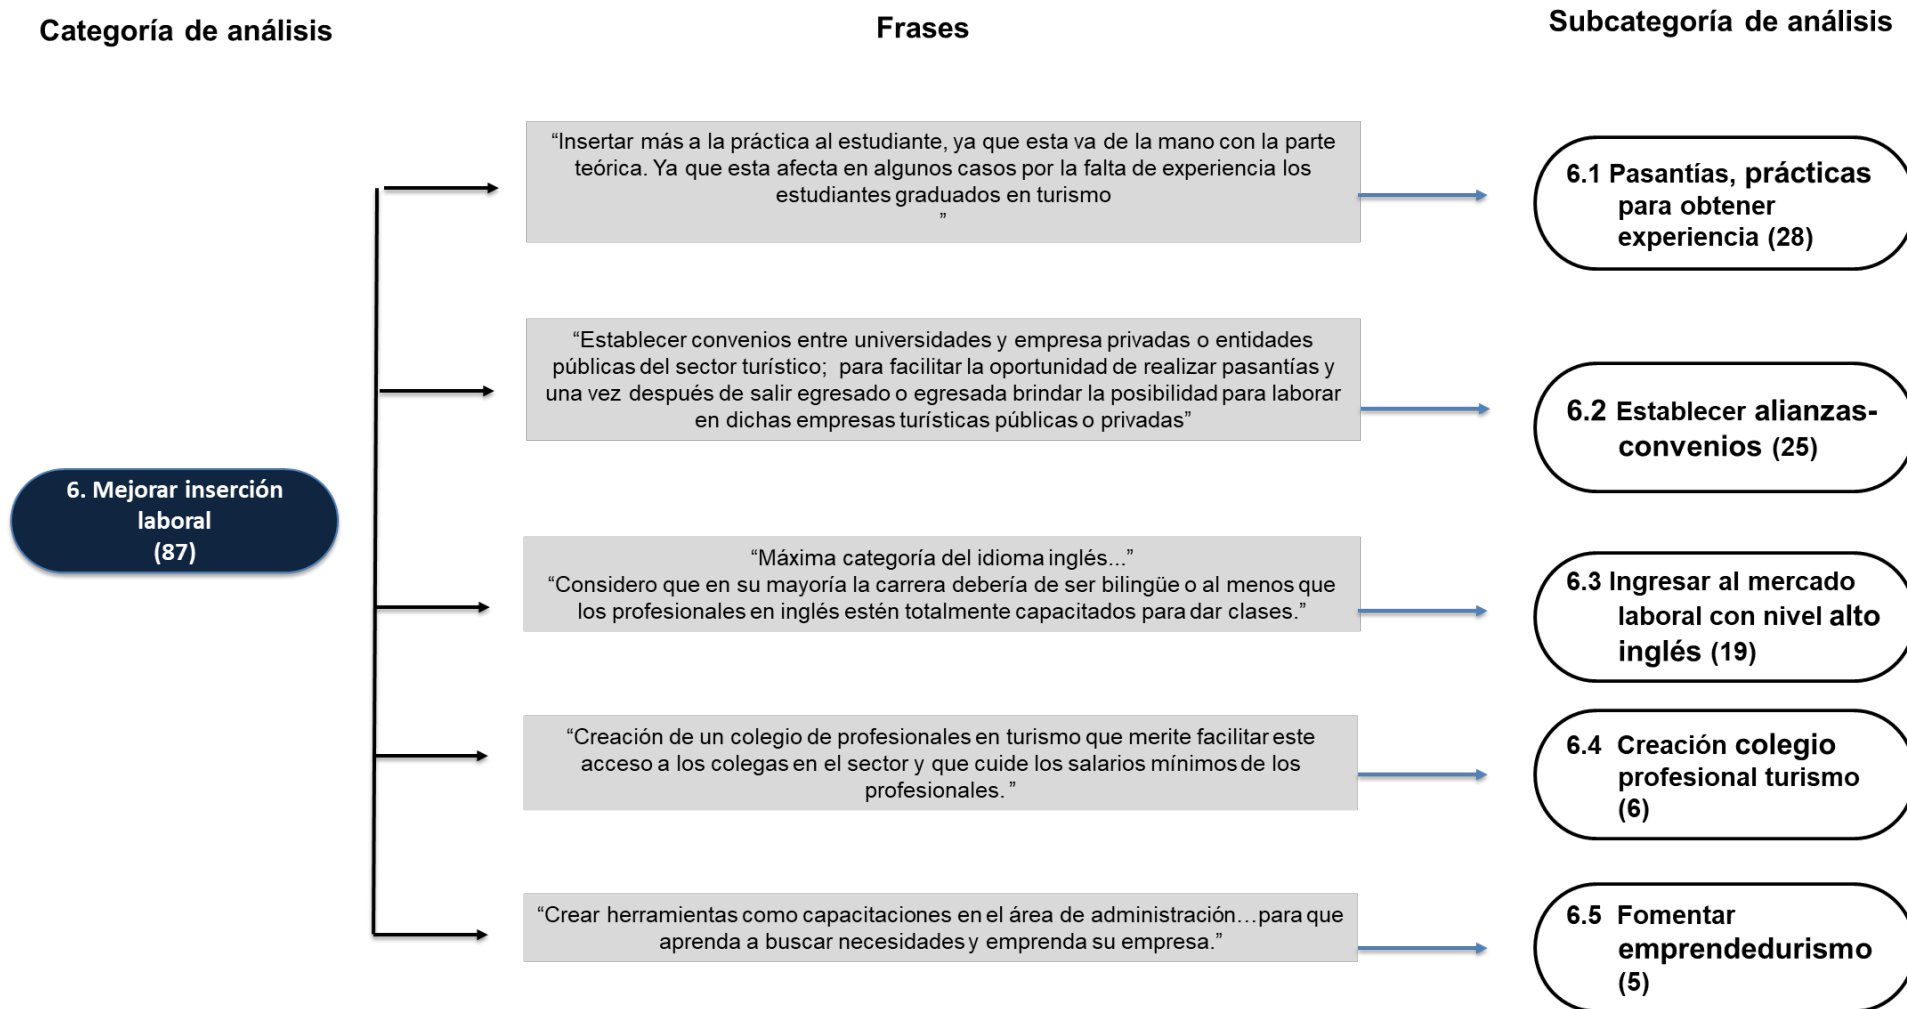 Categoría de análisis
Frases
Subcategoría de análisis
6. Mejorar inserción
laboral
(87)
“Insertar más a la práctica al estudiante, ya que esta va de la mano con la parte
teórica. Ya que esta afecta en algunos casos por la falta de experiencia los
estudiantes graduados en turismo
”
6.1 Pasantías, prácticas
para obtener
experiencia (28)
“Establecer convenios entre universidades y empresa privadas o entidades
públicas del sector turístico; para facilitar la oportunidad de realizar pasantías y
una vez después de salir egresado o egresada brindar la posibilidad para laborar
en dichas empresas turísticas públicas o privadas”
6.2 Establecer alianzas-
convenios (25)
“Máxima categoría del idioma inglés...”
“Considero que en su mayoría la carrera debería de ser bilingüe o al menos que
los profesionales en inglés estén totalmente capacitados para dar clases.”
6.3 Ingresar al mercado
laboral con nivel alto
inglés (19)
“Creación de un colegio de profesionales en turismo que merite facilitar este
acceso a los colegas en el sector y que cuide los salarios mínimos de los
profesionales. ”
6.4 Creación colegio
profesional turismo
(6)
“Crear herramientas como capacitaciones en el área de administración…para que
aprenda a buscar necesidades y emprenda su empresa.”
6.5 Fomentar
emprendedurismo
(5)